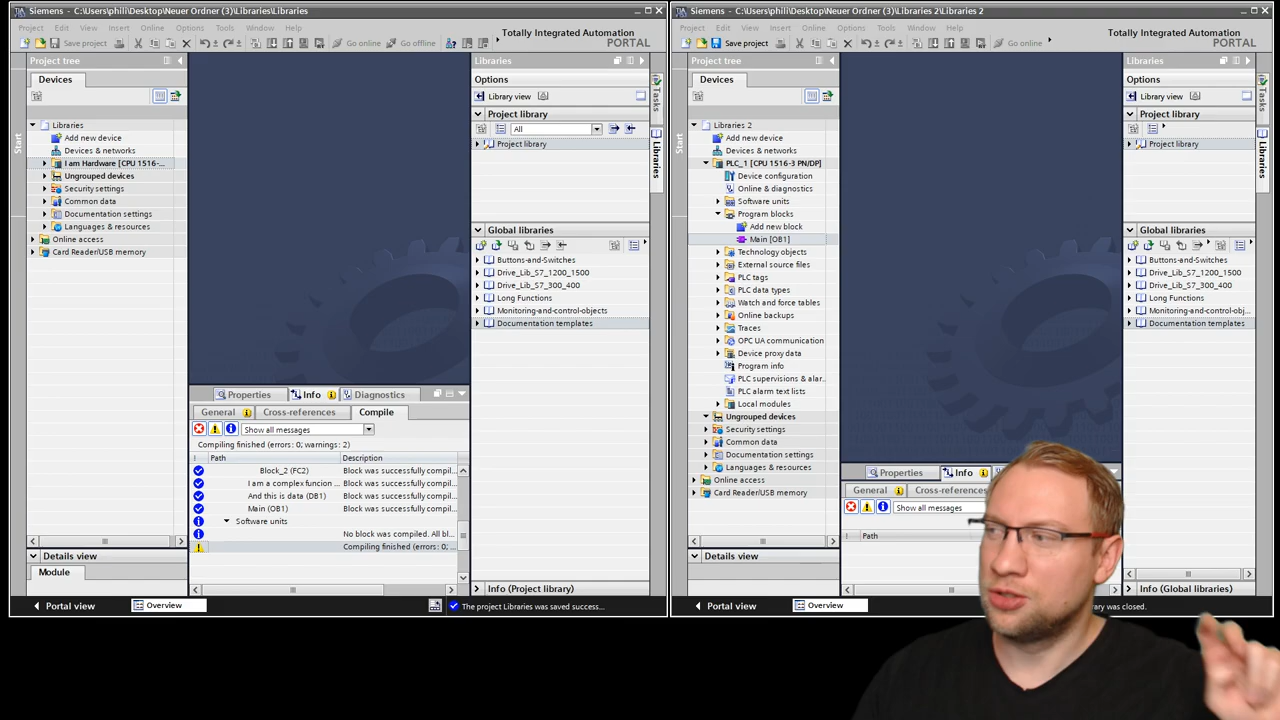 Siemens - C:\Users\phili\Desktop\Neuer Ordner (3)\Libraries\Libraries
Project Edit View Insert Online Options Tools Window Help
Save project Go online Go offline
Totally Integrated Automation
PORTAL
Project tree
Devices
Start
Libraries
Add new device
Devices & networks
I am Hardware [CPU 1516-...
Ungrouped devices
Security settings
Common data
Documentation settings
Languages & resources
Online access
Card Reader/USB memory
Details view
Module
Properties Info Diagnostics
General Cross-references Compile
Show all messages
Compiling finished (errors: 0; warnings: 2)
! Path Description
Block_2 (FC2) Block was successfully compil...
I am a complex funcion ... Block was successfully compil...
And this is data (DB1) Block was successfully compil...
Main (OB1) Block was successfully compil...
Software units
No block was compiled. All bl...
Compiling finished (errors: 0;...
Libraries
Options
Library view
Project library
All
Project library
Global libraries
Buttons-and-Switches
Drive_Lib_S7_1200_1500
Drive_Lib_S7_300_400
Long Functions
Monitoring-and-control-objects
Documentation templates
Info (Project library)
Tasks
Libraries
Portal view Overview The project Libraries was saved success...
Siemens - C:\Users\phili\Desktop\Neuer Ordner (3)\Libraries 2\Libraries 2
Project Edit View Insert Online Options Tools Window Help
Save project Go online
Totally Integrated Automation
PORTAL
Project tree
Devices
Start
Libraries 2
Add new device
Devices & networks
PLC_1 [CPU 1516-3 PN/DP]
Device configuration
Online & diagnostics
Software units
Program blocks
Add new block
Main [OB1]
Technology objects
External source files
PLC tags
PLC data types
Watch and force tables
Online backups
Traces
OPC UA communication
Device proxy data
Program info
PLC supervisions & alar...
PLC alarm text lists
Local modules
Ungrouped devices
Security settings
Common data
Documentation settings
Languages & resources
Online access
Card Reader/USB memory
Details view
Properties Info
General Cross-references
Show all messages
! Path
Libraries
Options
Library view
Project library
Project library
Global libraries
Buttons-and-Switches
Drive_Lib_S7_1200_1500
Drive_Lib_S7_300_400
Long Functions
Monitoring-and-control-obj...
Documentation templates
Info (Global libraries)
Tasks
Libraries
Portal view Overview was closed.